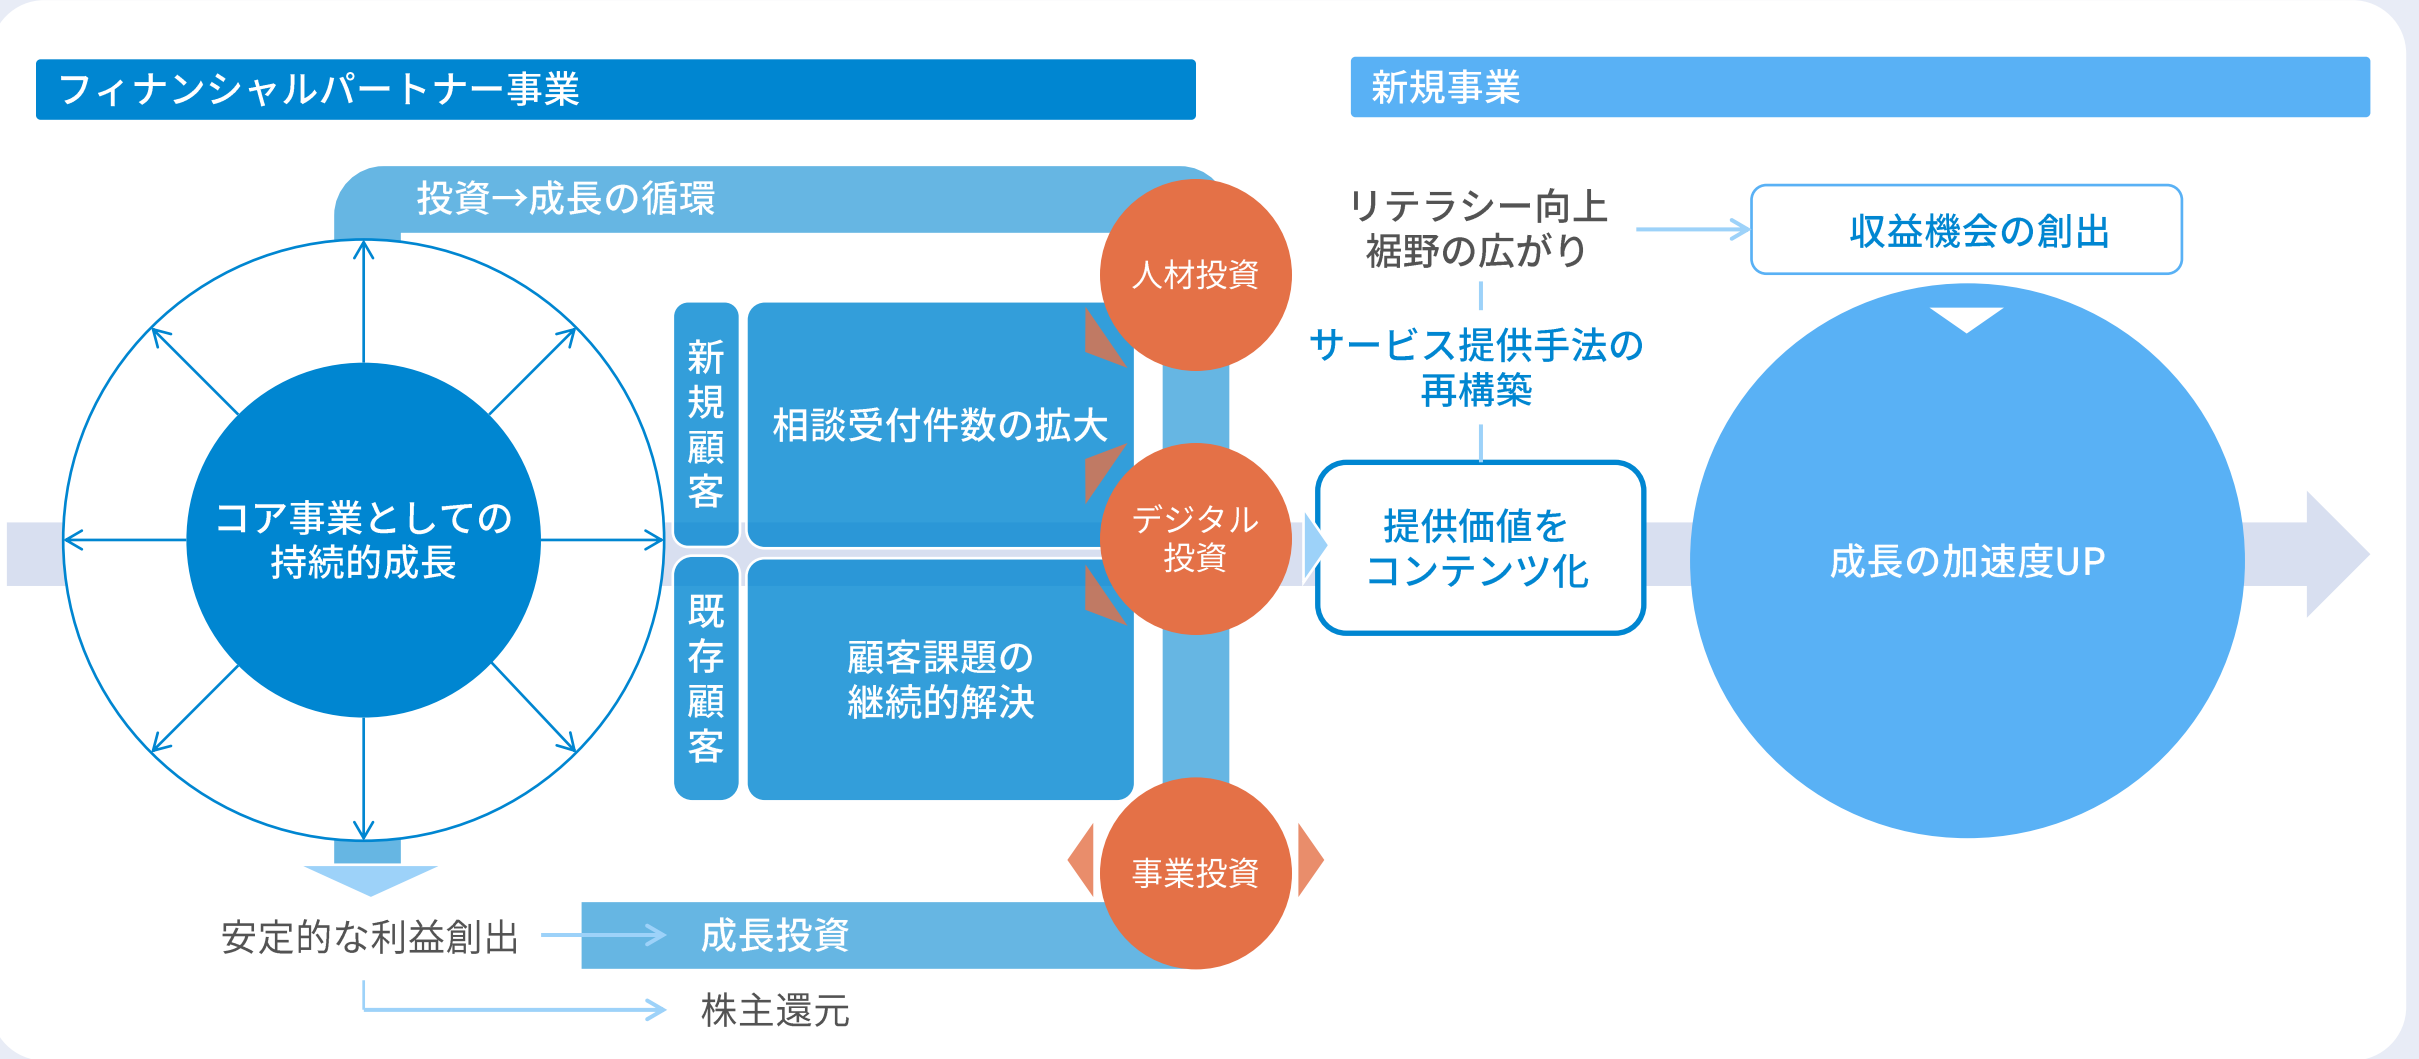 フィナンシャルパートナー事業
新規事業
投資→成長の循環
コア事業としての
持続的成長
新規顧客
相談受付件数の拡大
既存顧客
顧客課題の
継続的解決
人材投資
デジタル
投資
事業投資
安定的な利益創出
成長投資
株主還元
リテラシー向上
裾野の広がり
サービス提供手法の
再構築
提供価値を
コンテンツ化
収益機会の創出
成長の加速度UP